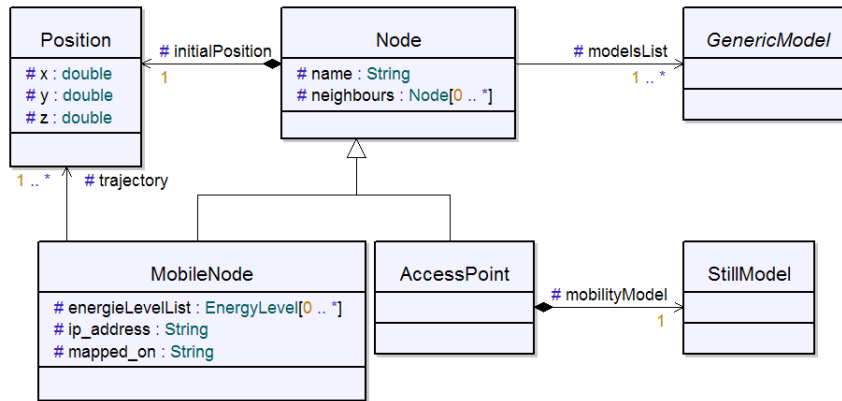 Position
# x : double
# y : double
# z : double
# initialPosition
1
Node
# name : String
# neighbours : Node[0 .. *]
# modelsList
1 .. *
GenericModel
1 .. *
# trajectory
MobileNode
# energieLevelList : EnergyLevel[0 .. *]
# ip_address : String
# mapped_on : String
AccessPoint
#
mobilityModel
1
StillModel